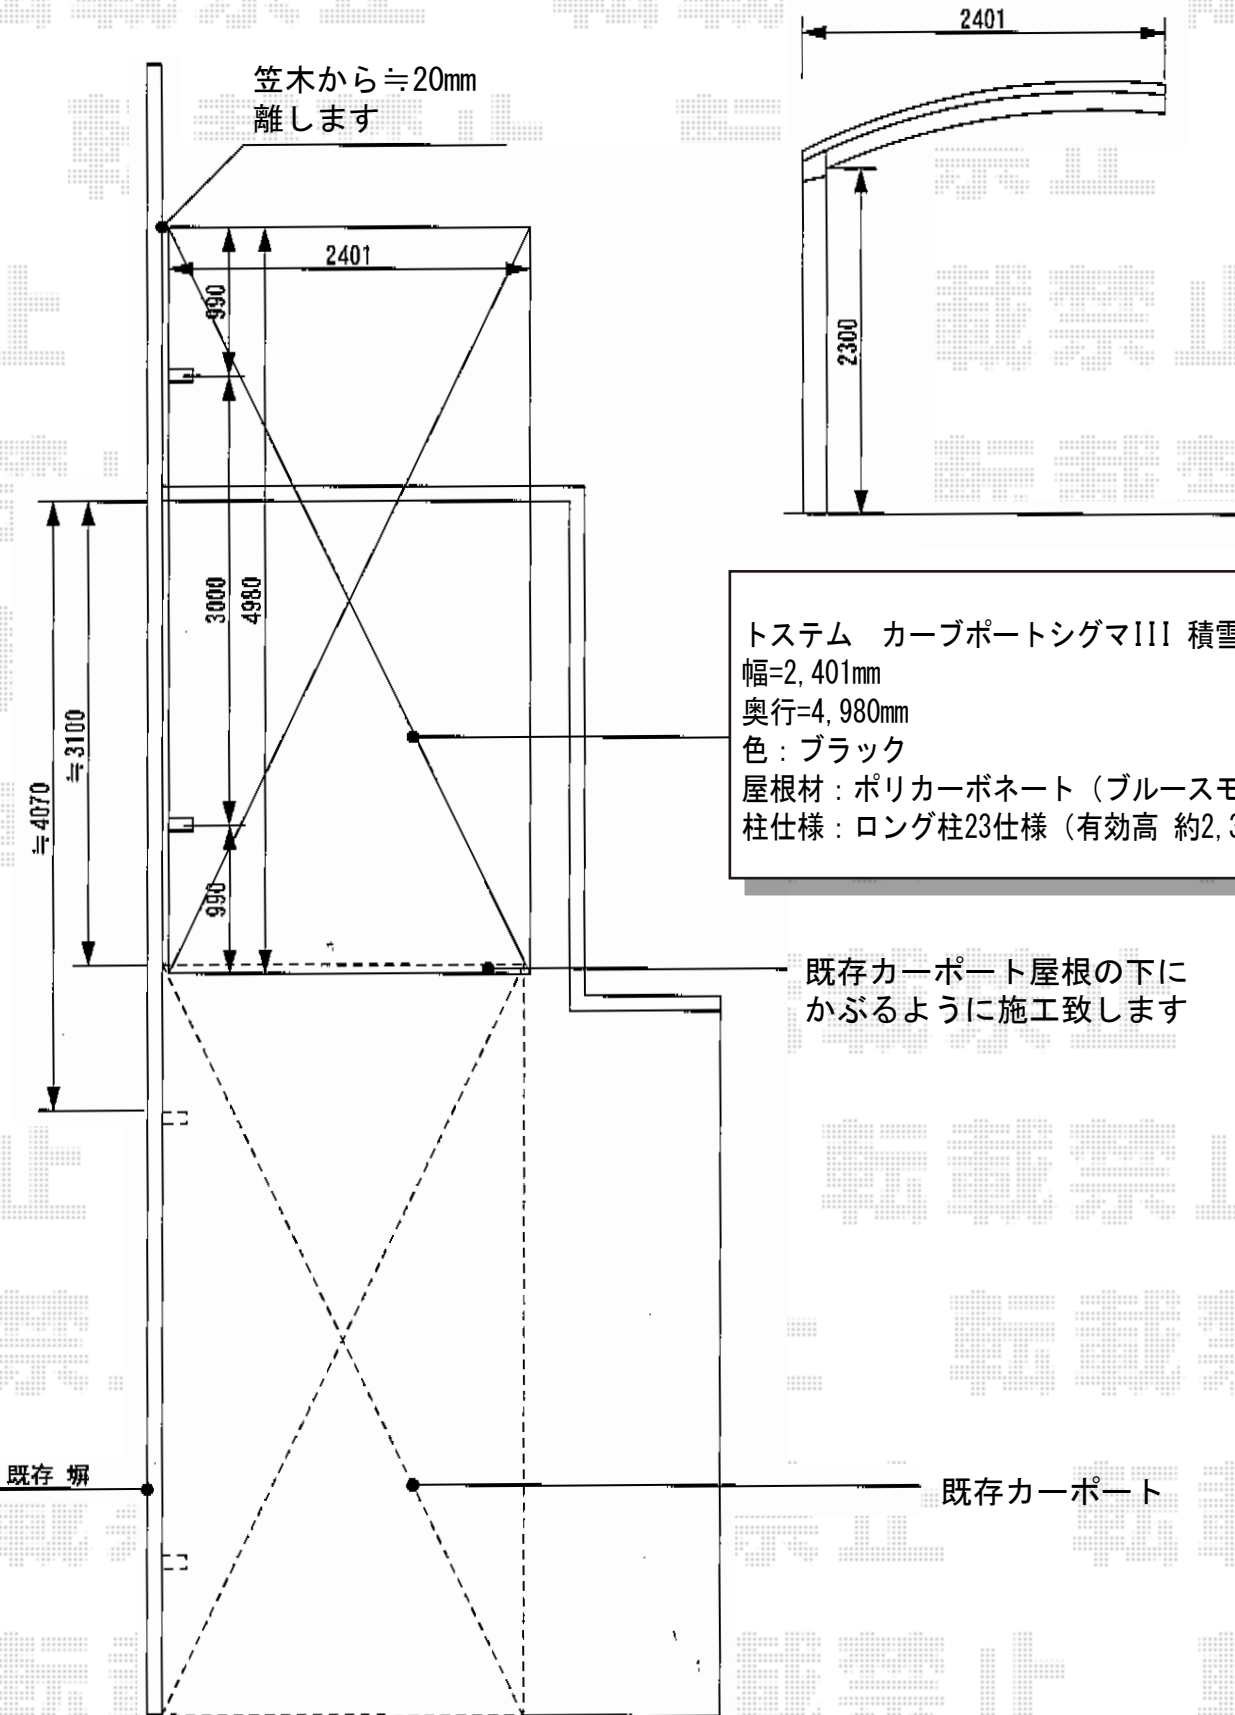 2401
笠木から≒20mm
離します
2401
990
2300
3000
4980
トステム カーブポートシグマIII 積雪
幅=2,401mm
奥行=4,980mm
色：ブラック
屋根材：ポリカーボネート（ブルースモ
柱仕様：ロング柱23仕様（有効高 約2,3
≒3100
≒4070
990
既存カーポート屋根の下に
かぶるように施工致します
既存 塀
既存カーポート
転載禁止